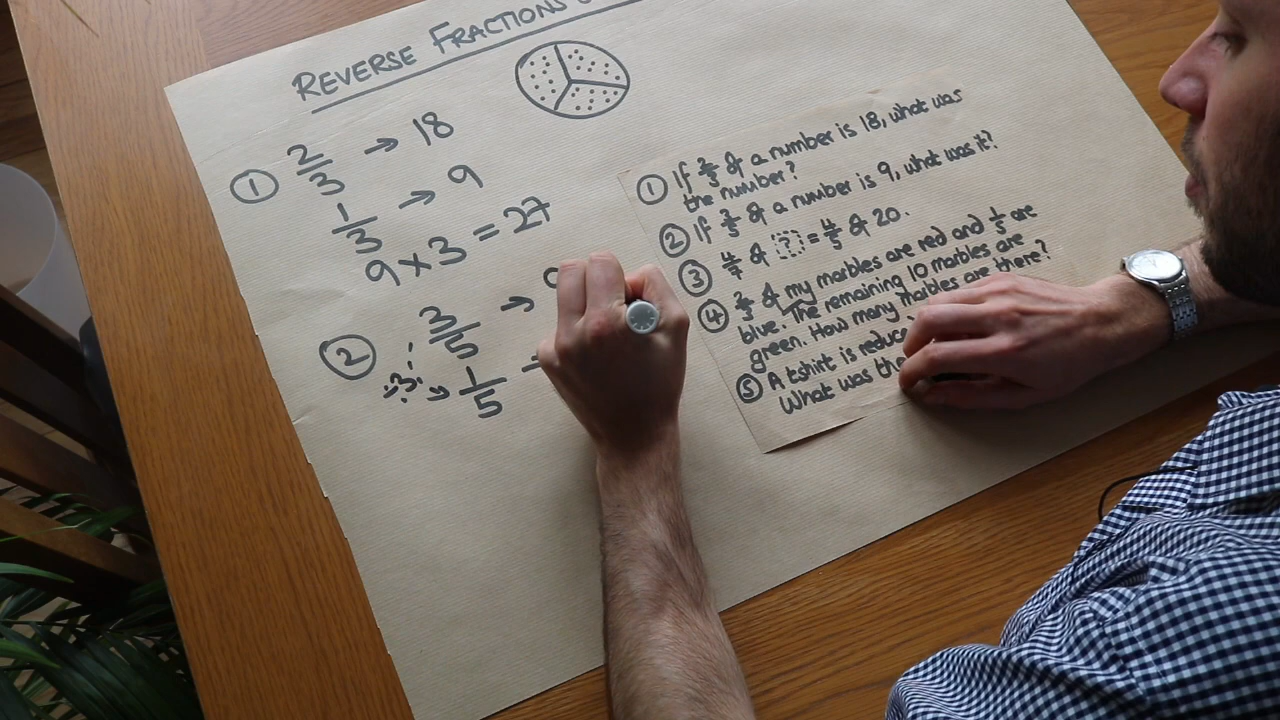 REVERSE FRACTIONS
① 2/3 → 18
1/3 → 9
9 × 3 = 27
② 3/5 →
÷3 → 1/5
① If 2/3 of a number is 18, what was
the number?
② If 3/5 of a number is 9, what was it?
③ 4/7 of [?] = 4/5 of 20.
④ 2/5 of my marbles are red and 1/5 are
blue. The remaining 10 marbles are
green. How many marbles are there?
⑤ A tshirt is
What was the